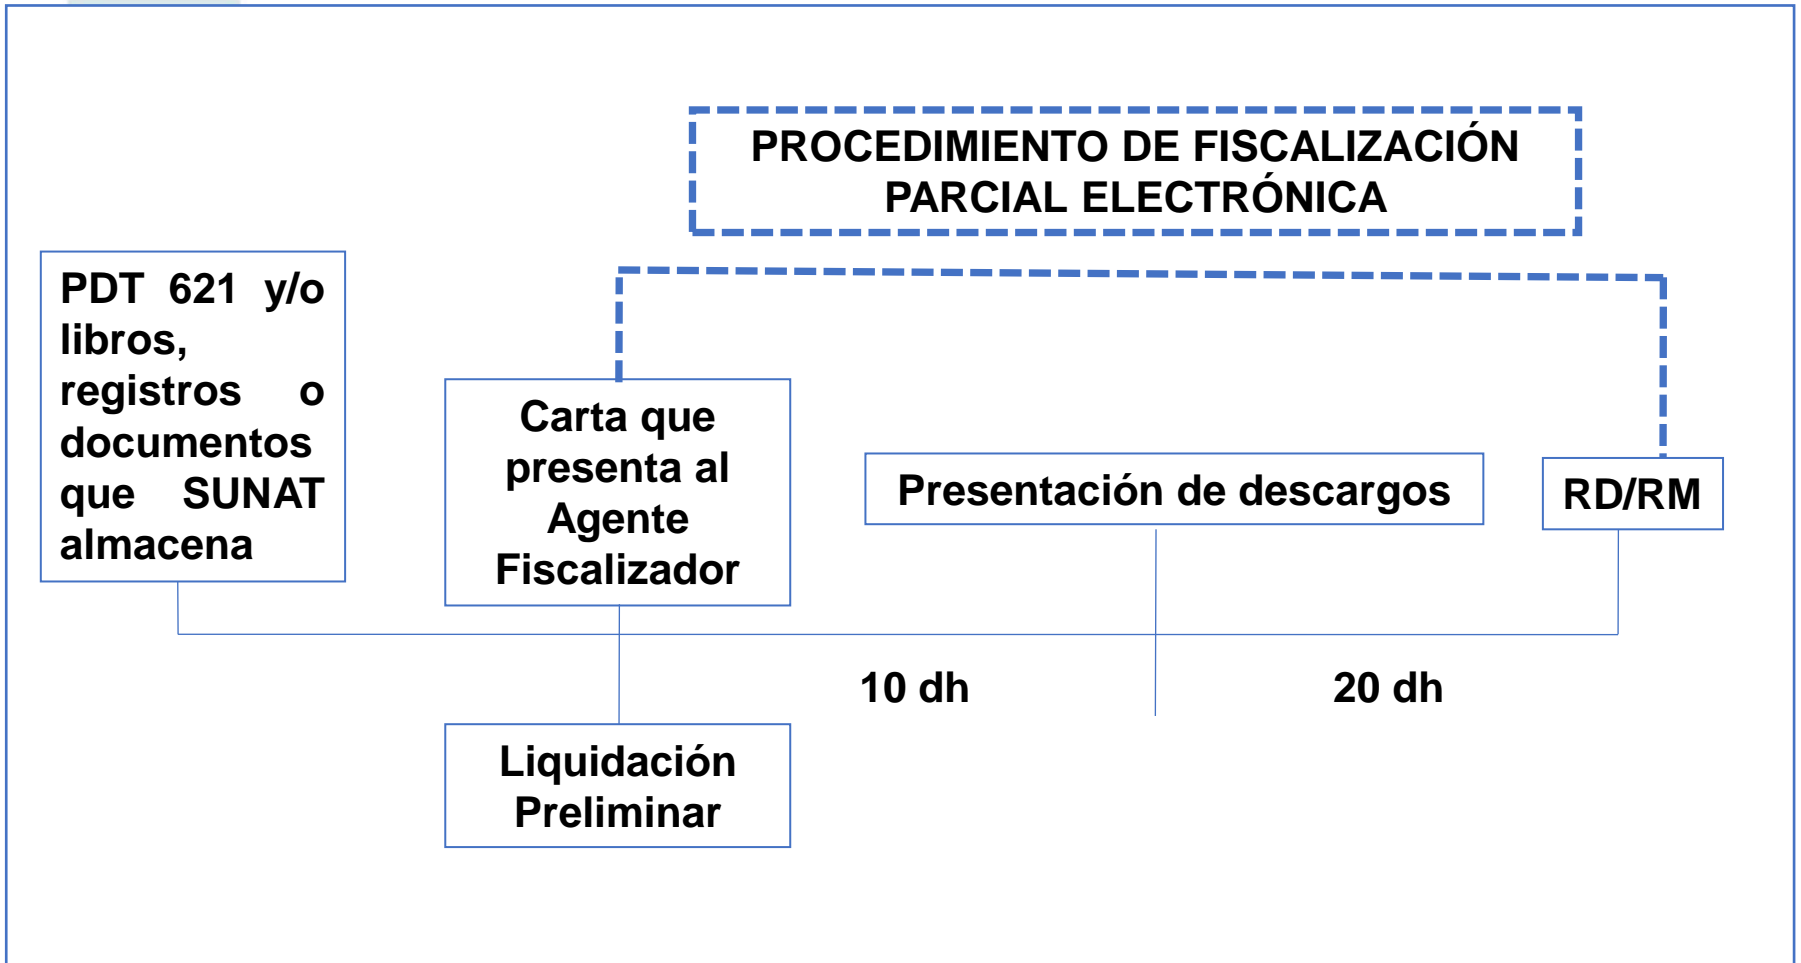 PROCEDIMIENTO DE FISCALIZACIÓN
PARCIAL ELECTRÓNICA
PDT 621 y/o
libros,
registros o
documentos
que SUNAT
almacena
Carta que
presenta al
Agente
Fiscalizador
Presentación de descargos
RD/RM
10 dh
20 dh
Liquidación
Preliminar